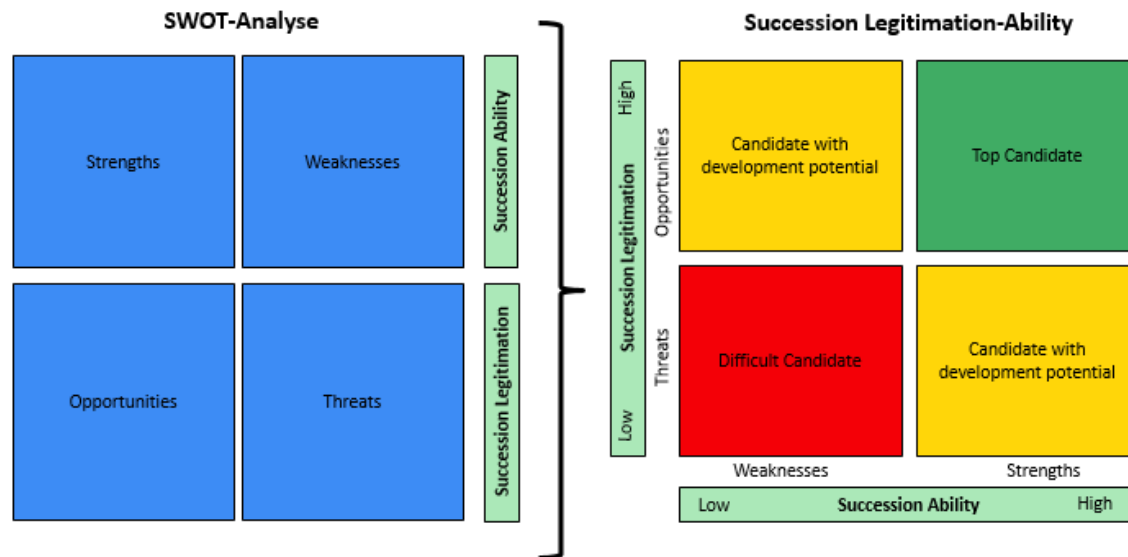 SWOT-Analyse
Strengths
Weaknesses
Succession Ability
Opportunities
Threats
Succession Legitimation
Succession Legitimation-Ability
High
Succession Legitimation
Low
Opportunities
Threats
Candidate with
development potential
Top Candidate
Difficult Candidate
Candidate with
development potential
Weaknesses
Strengths
Low
Succession Ability
High